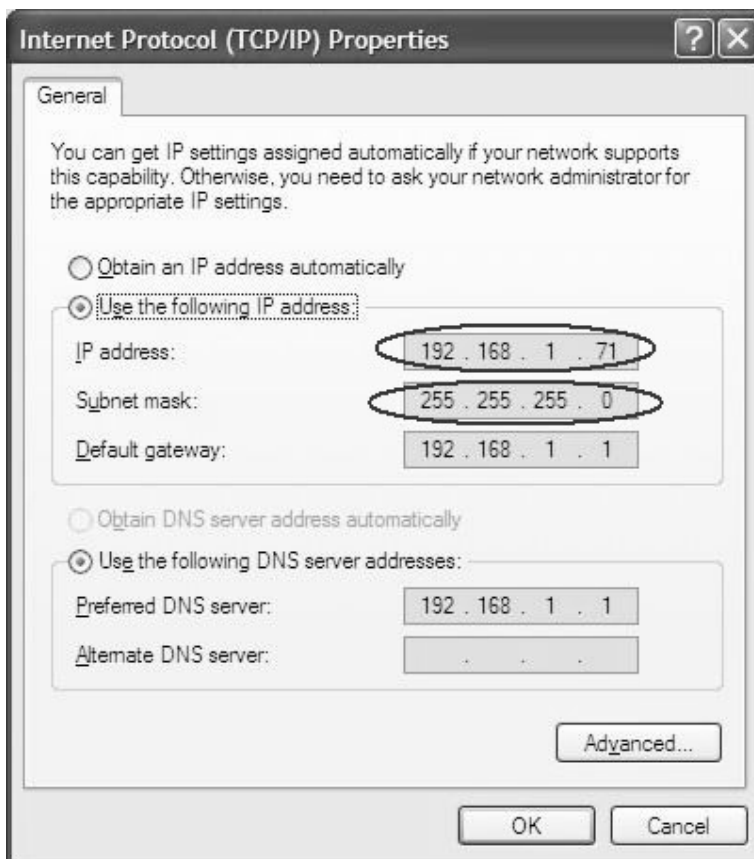 Internet Protocol (TCP/IP) Properties
General
You can get IP settings assigned automatically if your network supports
this capability. Otherwise, you need to ask your network administrator for
the appropriate IP settings.
Obtain an IP address automatically
Use the following IP address:
IP address: 192 . 168 . 1 . 71
Subnet mask: 255 . 255 . 255 . 0
Default gateway: 192 . 168 . 1 . 1
Obtain DNS server address automatically
Use the following DNS server addresses:
Preferred DNS server: 192 . 168 . 1 . 1
Alternate DNS server: . . .
Advanced...
OK Cancel